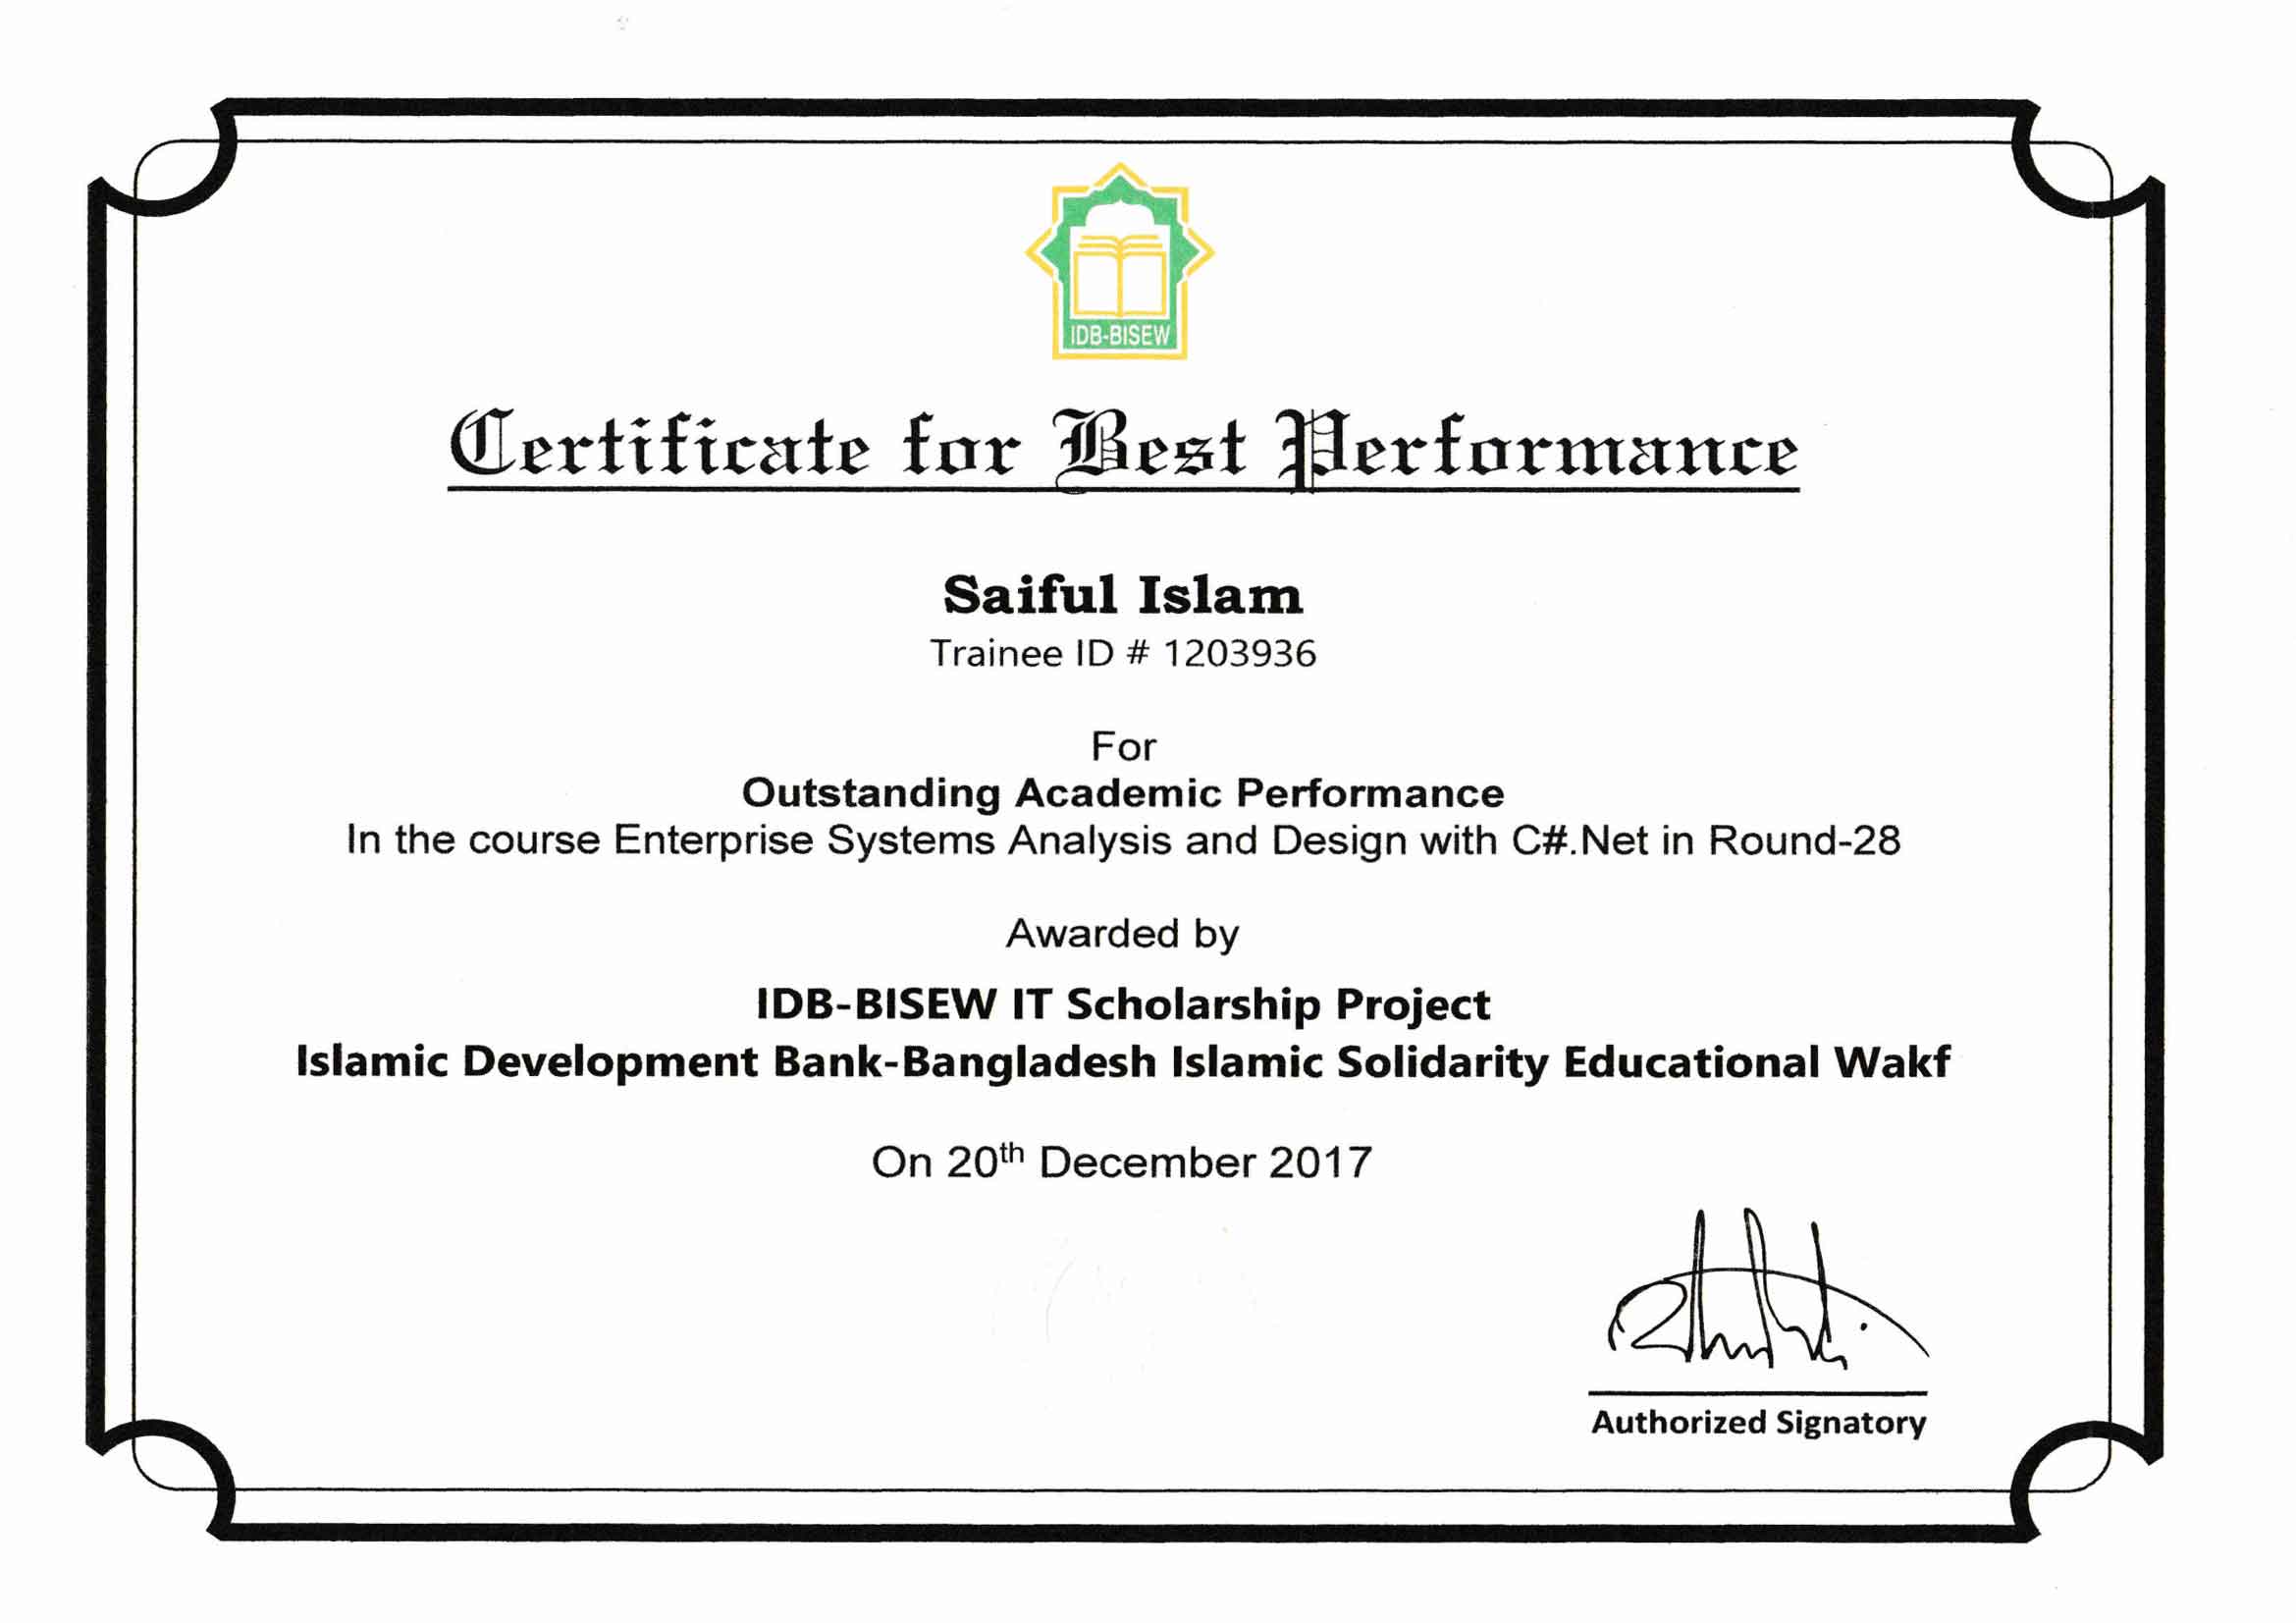 IDB-BISEW
Certificate for Best Performance
Saiful Islam
Trainee ID # 1203936
For
Outstanding Academic Performance
In the course Enterprise Systems Analysis and Design with C#.Net in Round-28
Awarded by
IDB-BISEW IT Scholarship Project
Islamic Development Bank-Bangladesh Islamic Solidarity Educational Wakf
On 20th December 2017
Authorized Signatory